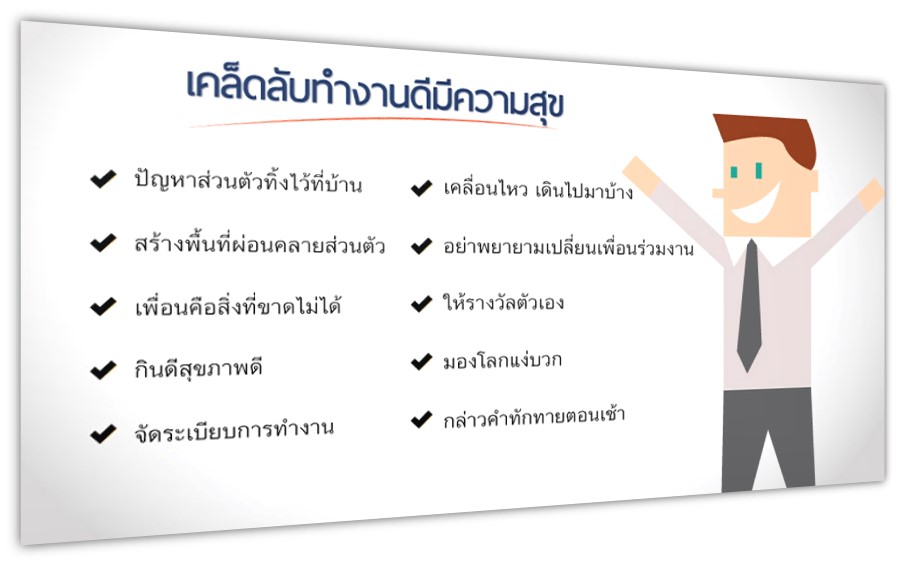 เคล็ดลับทำงานดีมีความสุข
ปัญหาส่วนตัวทิ้งไว้ที่บ้าน
สร้างพื้นที่ผ่อนคลายส่วนตัว
เพื่อนคือสิ่งที่ขาดไม่ได้
กินดีสุขภาพดี
จัดระเบียบการทำงาน
เคลื่อนไหว เดินไปมาบ้าง
อย่าพยายามเปลี่ยนเพื่อนร่วมงาน
ให้รางวัลตัวเอง
มองโลกแง่บวก
กล่าวคำทักทายตอนเช้า